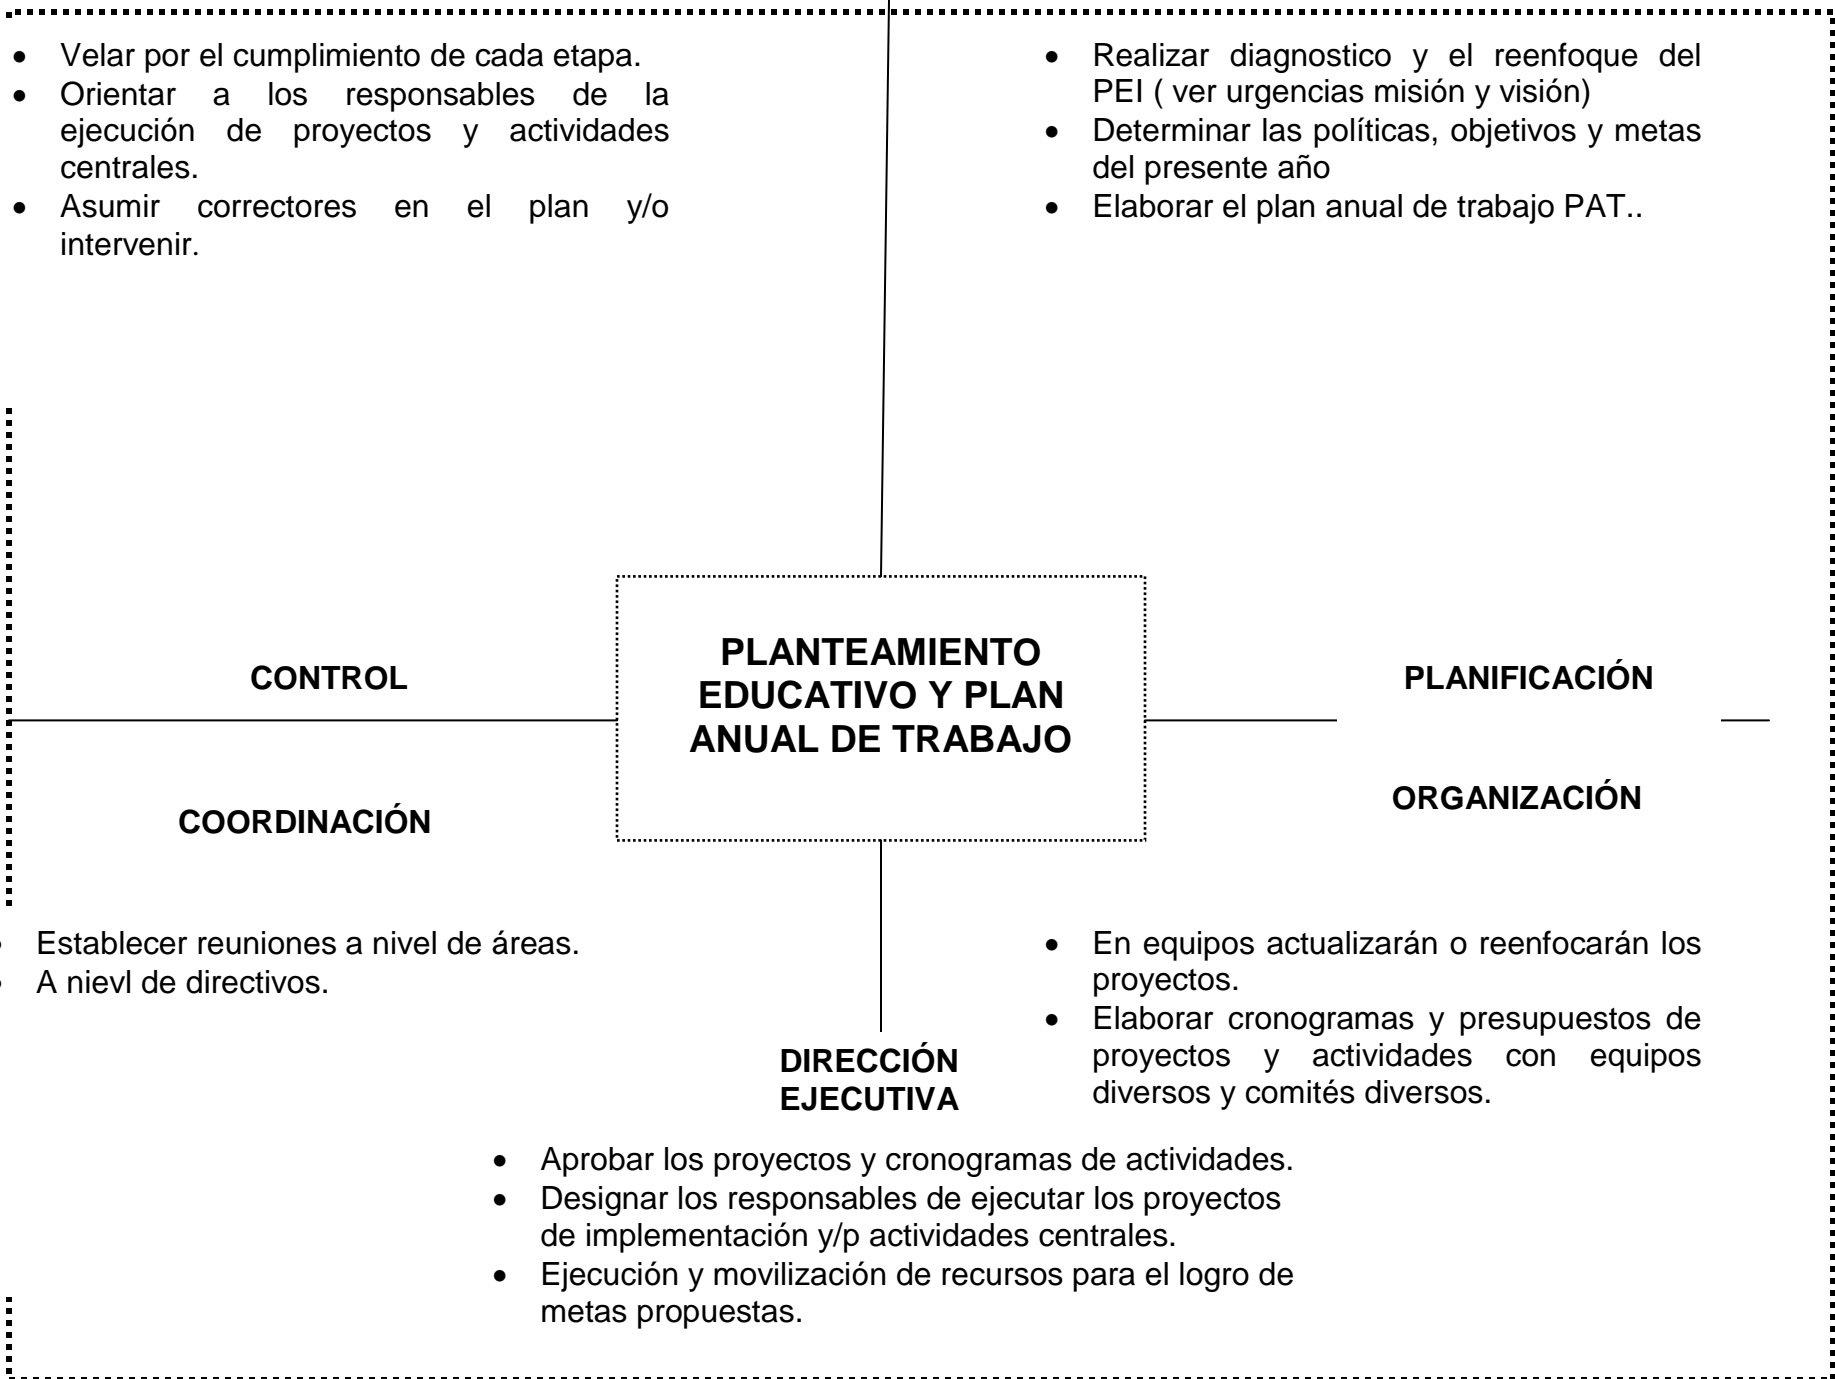 • Velar por el cumplimiento de cada etapa.
• Orientar a los responsables de la
ejecución de proyectos y actividades
centrales.
• Asumir correctores en el plan y/o
intervenir.
• Realizar diagnostico y el reenfoque del
PEI ( ver urgencias misión y visión)
• Determinar las políticas, objetivos y metas
del presente año
• Elaborar el plan anual de trabajo PAT..
CONTROL
PLANTEAMIENTO
EDUCATIVO Y PLAN
ANUAL DE TRABAJO
PLANIFICACIÓN
COORDINACIÓN
ORGANIZACIÓN
• Establecer reuniones a nivel de áreas.
• A nievl de directivos.
• En equipos actualizarán o reenfocarán los
proyectos.
• Elaborar cronogramas y presupuestos de
proyectos y actividades con equipos
diversos y comités diversos.
DIRECCIÓN
EJECUTIVA
• Aprobar los proyectos y cronogramas de actividades.
• Designar los responsables de ejecutar los proyectos
de implementación y/p actividades centrales.
• Ejecución y movilización de recursos para el logro de
metas propuestas.